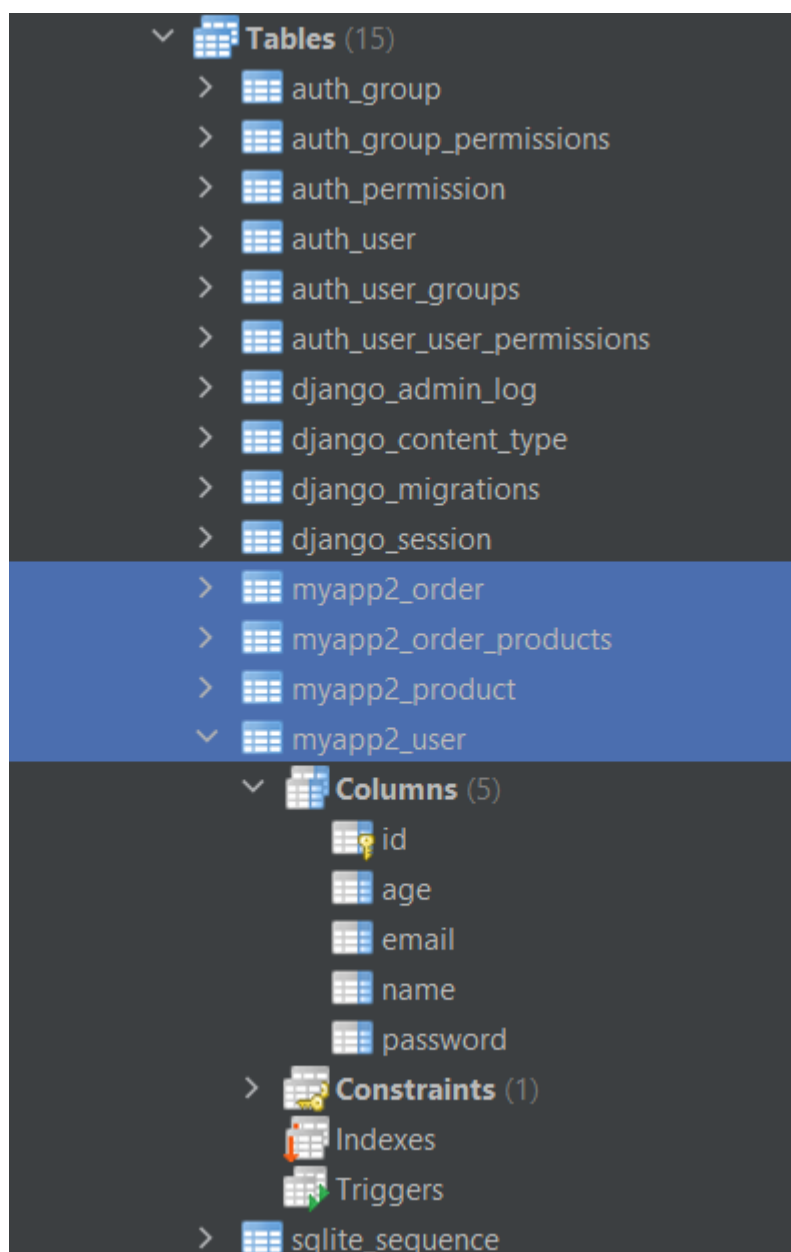 Tables (15)
auth_group
auth_group_permissions
auth_permission
auth_user
auth_user_groups
auth_user_user_permissions
django_admin_log
django_content_type
django_migrations
django_session
myapp2_order
myapp2_order_products
myapp2_product
myapp2_user
Columns (5)
id
age
email
name
password
Constraints (1)
Indexes
Triggers
sqlite_sequence